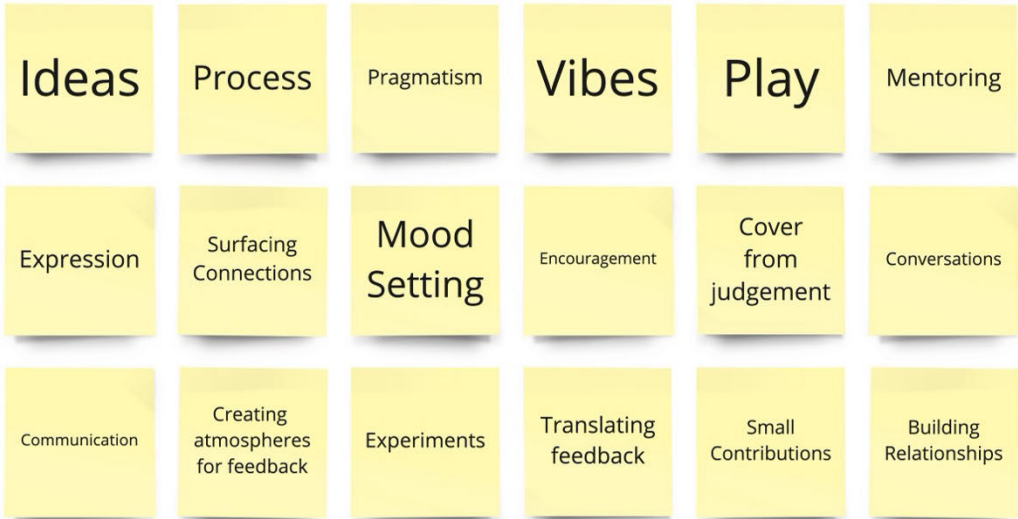 Ideas
Process
Pragmatism
Vibes
Play
Mentoring
Expression
Surfacing
Connections
Mood
Setting
Encouragement
Cover
from
judgement
Conversations
Communication
Creating
atmospheres
for feedback
Experiments
Translating
feedback
Small
Contributions
Building
Relationships